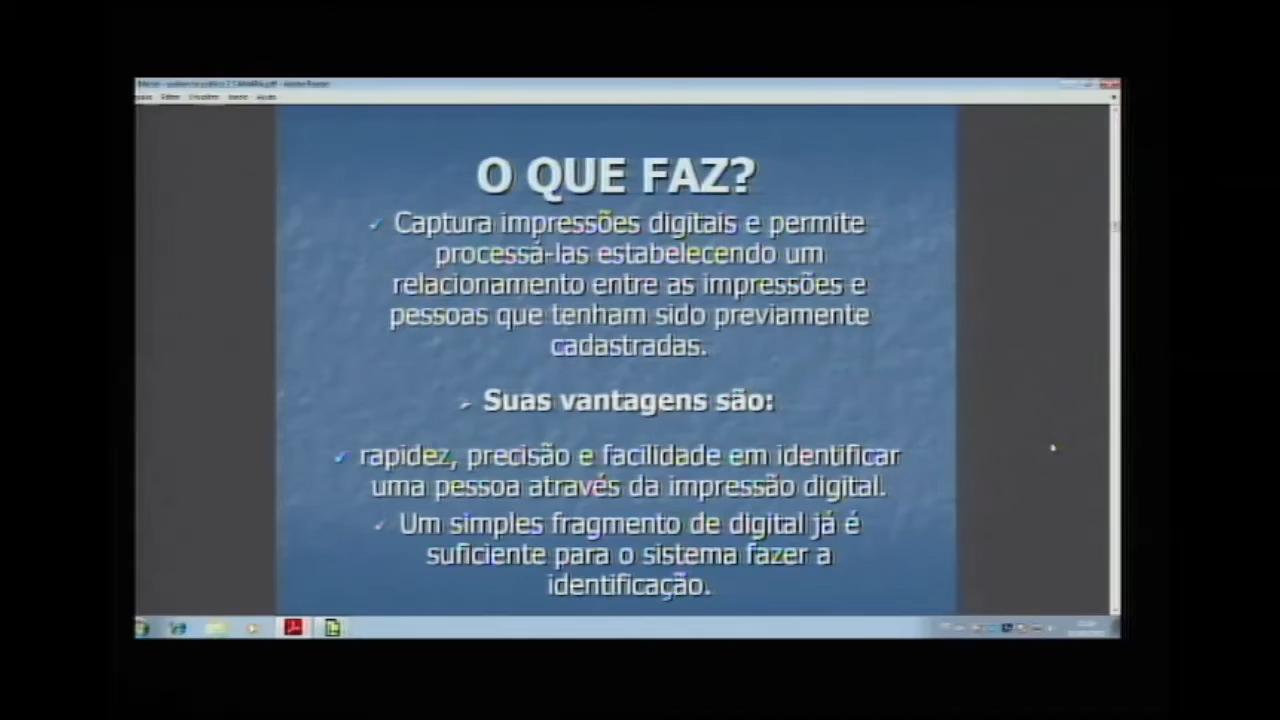 O QUE FAZ?
Captura impressões digitais e permite
processá-las estabelecendo um
relacionamento entre as impressões e
pessoas que tenham sido previamente
cadastradas.
Suas vantagens são:
rapidez, precisão e facilidade em identificar
uma pessoa através da impressão digital.
Um simples fragmento de digital já é
suficiente para o sistema fazer a
identificação.